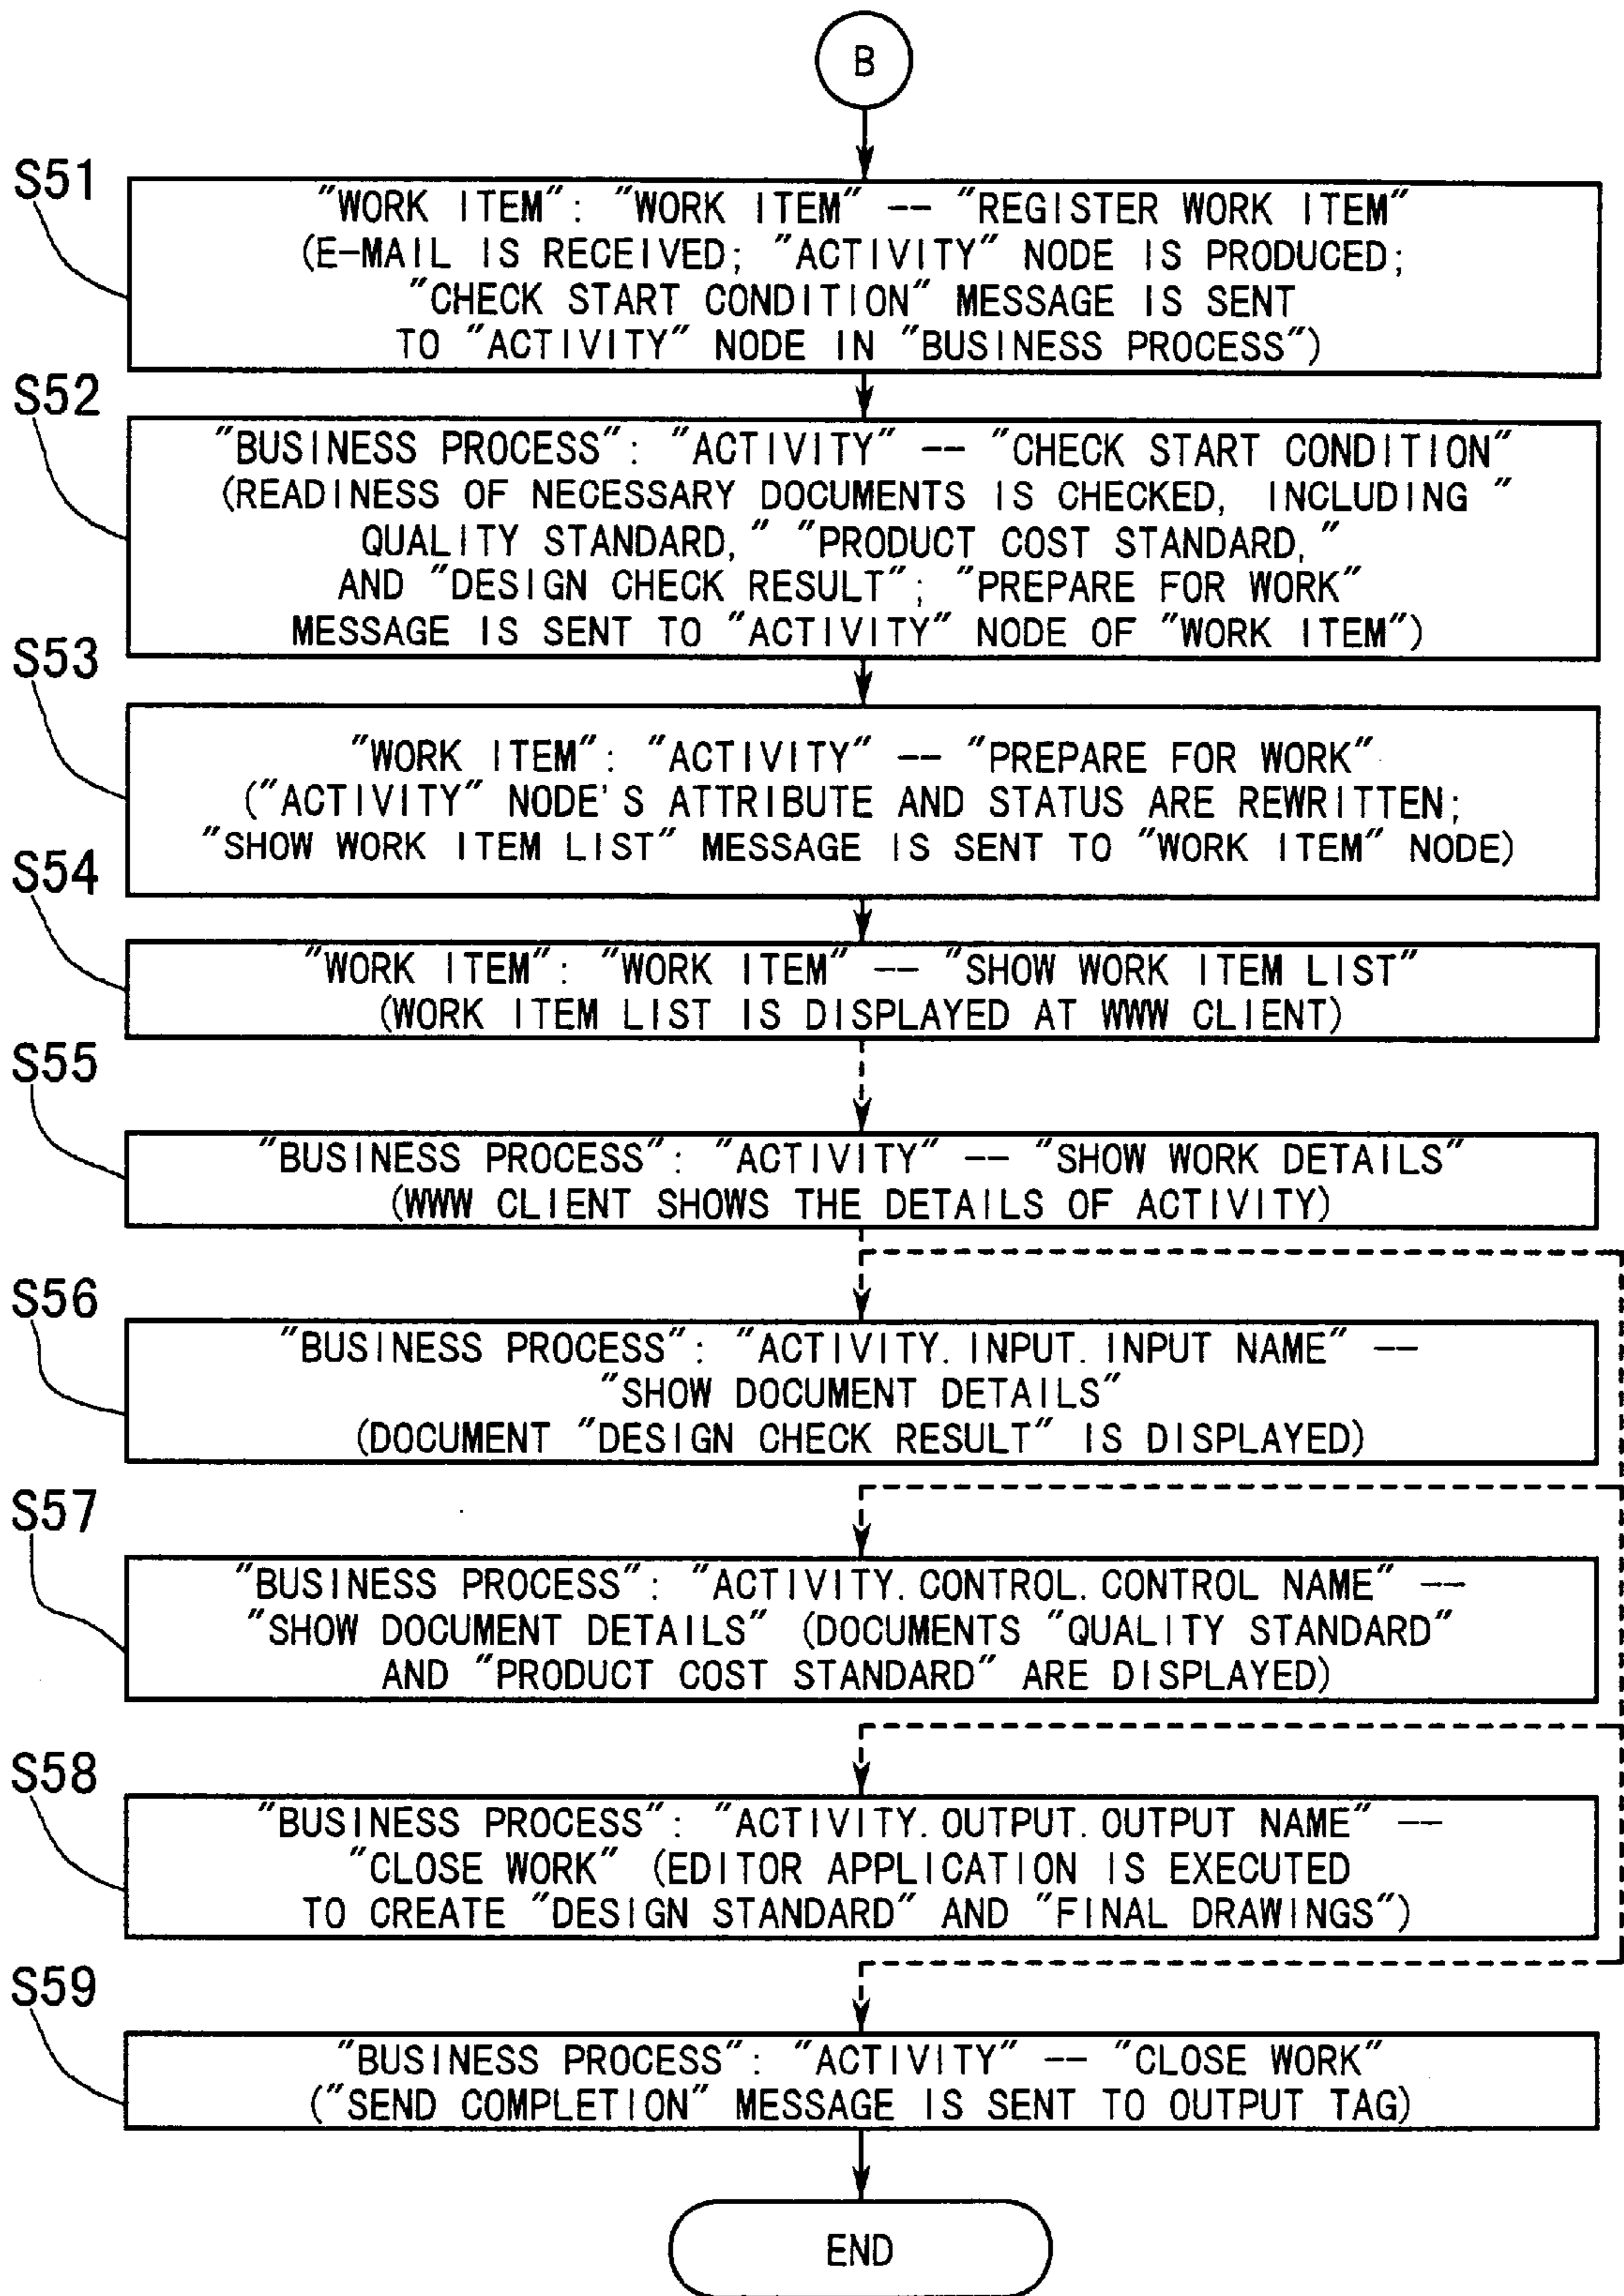 B
S51
"WORK ITEM": "WORK ITEM" -- "REGISTER WORK ITEM"
(E-MAIL IS RECEIVED; "ACTIVITY" NODE IS PRODUCED;
"CHECK START CONDITION" MESSAGE IS SENT
TO "ACTIVITY" NODE IN "BUSINESS PROCESS")
S52
"BUSINESS PROCESS": "ACTIVITY" -- "CHECK START CONDITION"
(READINESS OF NECESSARY DOCUMENTS IS CHECKED, INCLUDING "
QUALITY STANDARD," "PRODUCT COST STANDARD,"
AND "DESIGN CHECK RESULT"; "PREPARE FOR WORK"
MESSAGE IS SENT TO "ACTIVITY" NODE OF "WORK ITEM")
S53
"WORK ITEM": "ACTIVITY" -- "PREPARE FOR WORK"
("ACTIVITY" NODE'S ATTRIBUTE AND STATUS ARE REWRITTEN;
"SHOW WORK ITEM LIST" MESSAGE IS SENT TO "WORK ITEM" NODE)
S54
"WORK ITEM": "WORK ITEM" -- "SHOW WORK ITEM LIST"
(WORK ITEM LIST IS DISPLAYED AT WWW CLIENT)
S55
"BUSINESS PROCESS": "ACTIVITY" -- "SHOW WORK DETAILS"
(WWW CLIENT SHOWS THE DETAILS OF ACTIVITY)
S56
"BUSINESS PROCESS": "ACTIVITY.INPUT.INPUT NAME" --
"SHOW DOCUMENT DETAILS"
(DOCUMENT "DESIGN CHECK RESULT" IS DISPLAYED)
S57
"BUSINESS PROCESS": "ACTIVITY.CONTROL.CONTROL NAME" --
"SHOW DOCUMENT DETAILS" (DOCUMENTS "QUALITY STANDARD"
AND "PRODUCT COST STANDARD" ARE DISPLAYED)
S58
"BUSINESS PROCESS": "ACTIVITY.OUTPUT.OUTPUT NAME" --
"CLOSE WORK" (EDITOR APPLICATION IS EXECUTED
TO CREATE "DESIGN STANDARD" AND "FINAL DRAWINGS")
S59
"BUSINESS PROCESS": "ACTIVITY" -- "CLOSE WORK"
("SEND COMPLETION" MESSAGE IS SENT TO OUTPUT TAG)
END